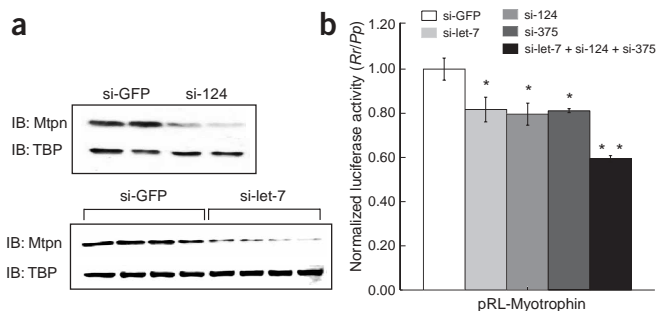 a
si-GFP si-124
IB: Mtpn
IB: TBP
si-GFP si-let-7
IB: Mtpn
IB: TBP
b
si-GFP
si-let-7
si-124
si-375
si-let-7 + si-124 + si-375
Normalized luciferase activity (Rr/Pp)
1.20
1.00
0.80
0.60
0.40
0.20
0.00
*
*
*
* *
pRL-Myotrophin